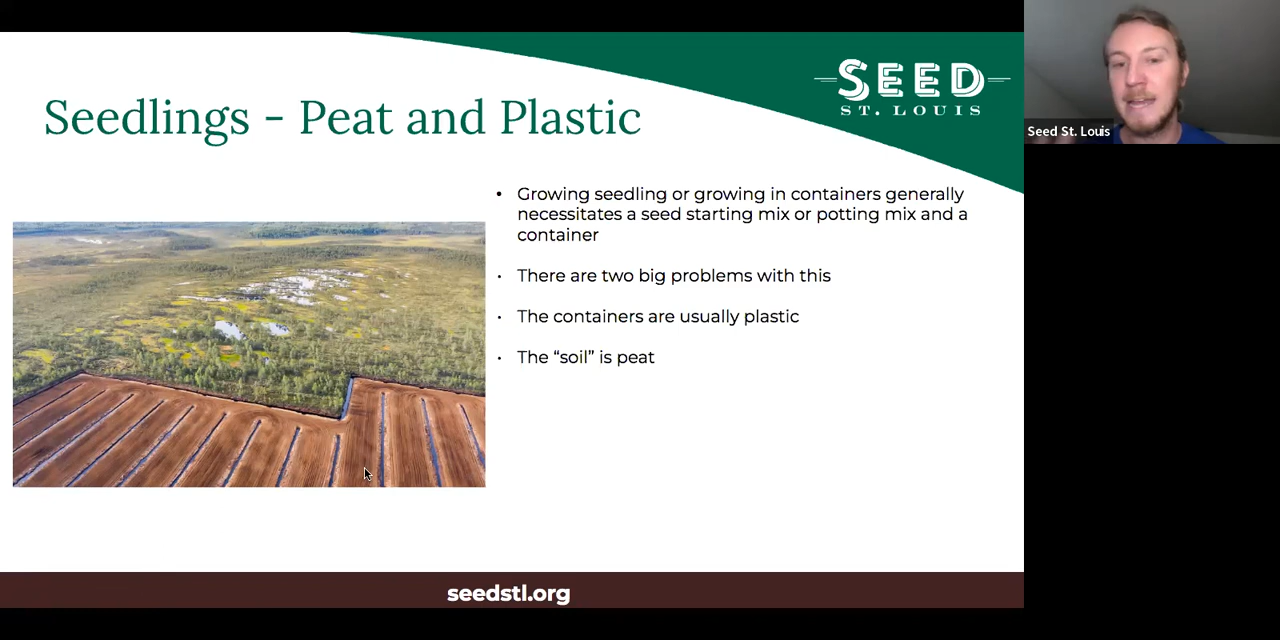 SEED
ST. LOUIS
Seedlings - Peat and Plastic
• Growing seedling or growing in containers generally
necessitates a seed starting mix or potting mix and a
container
• There are two big problems with this
• The containers are usually plastic
• The “soil” is peat
seedstl.org
Seed St. Louis